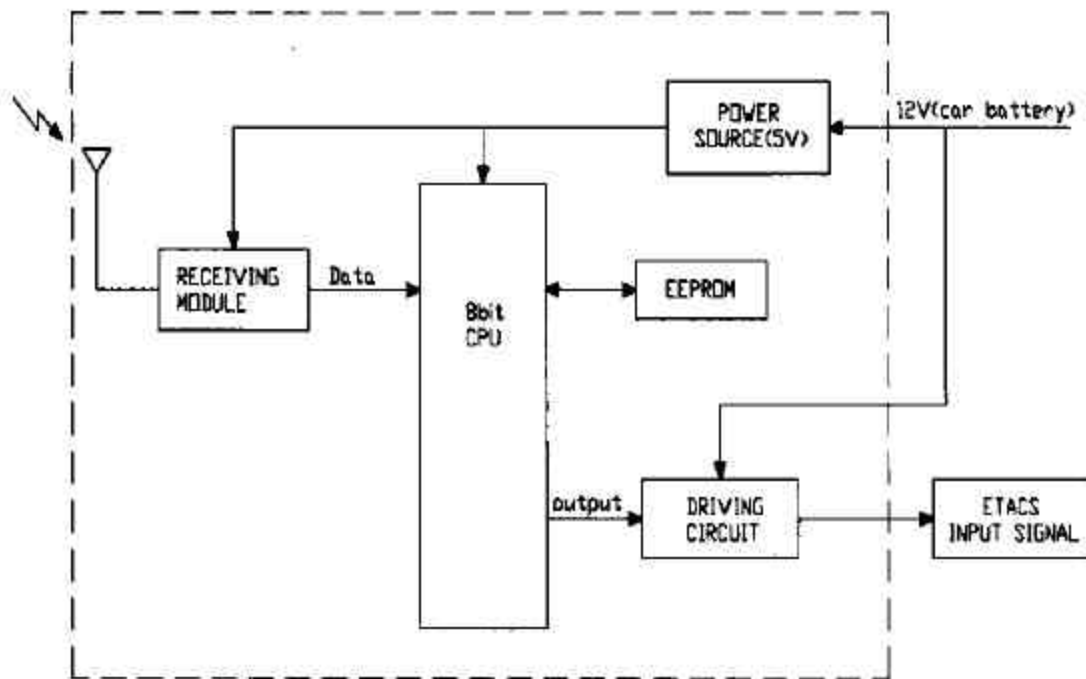 POWER
SOURCE(5V)
12V(car battery)
RECEIVING
MODULE
Data
8bit
CPU
EEPROM
output
DRIVING
CIRCUIT
ETACS
INPUT SIGNAL